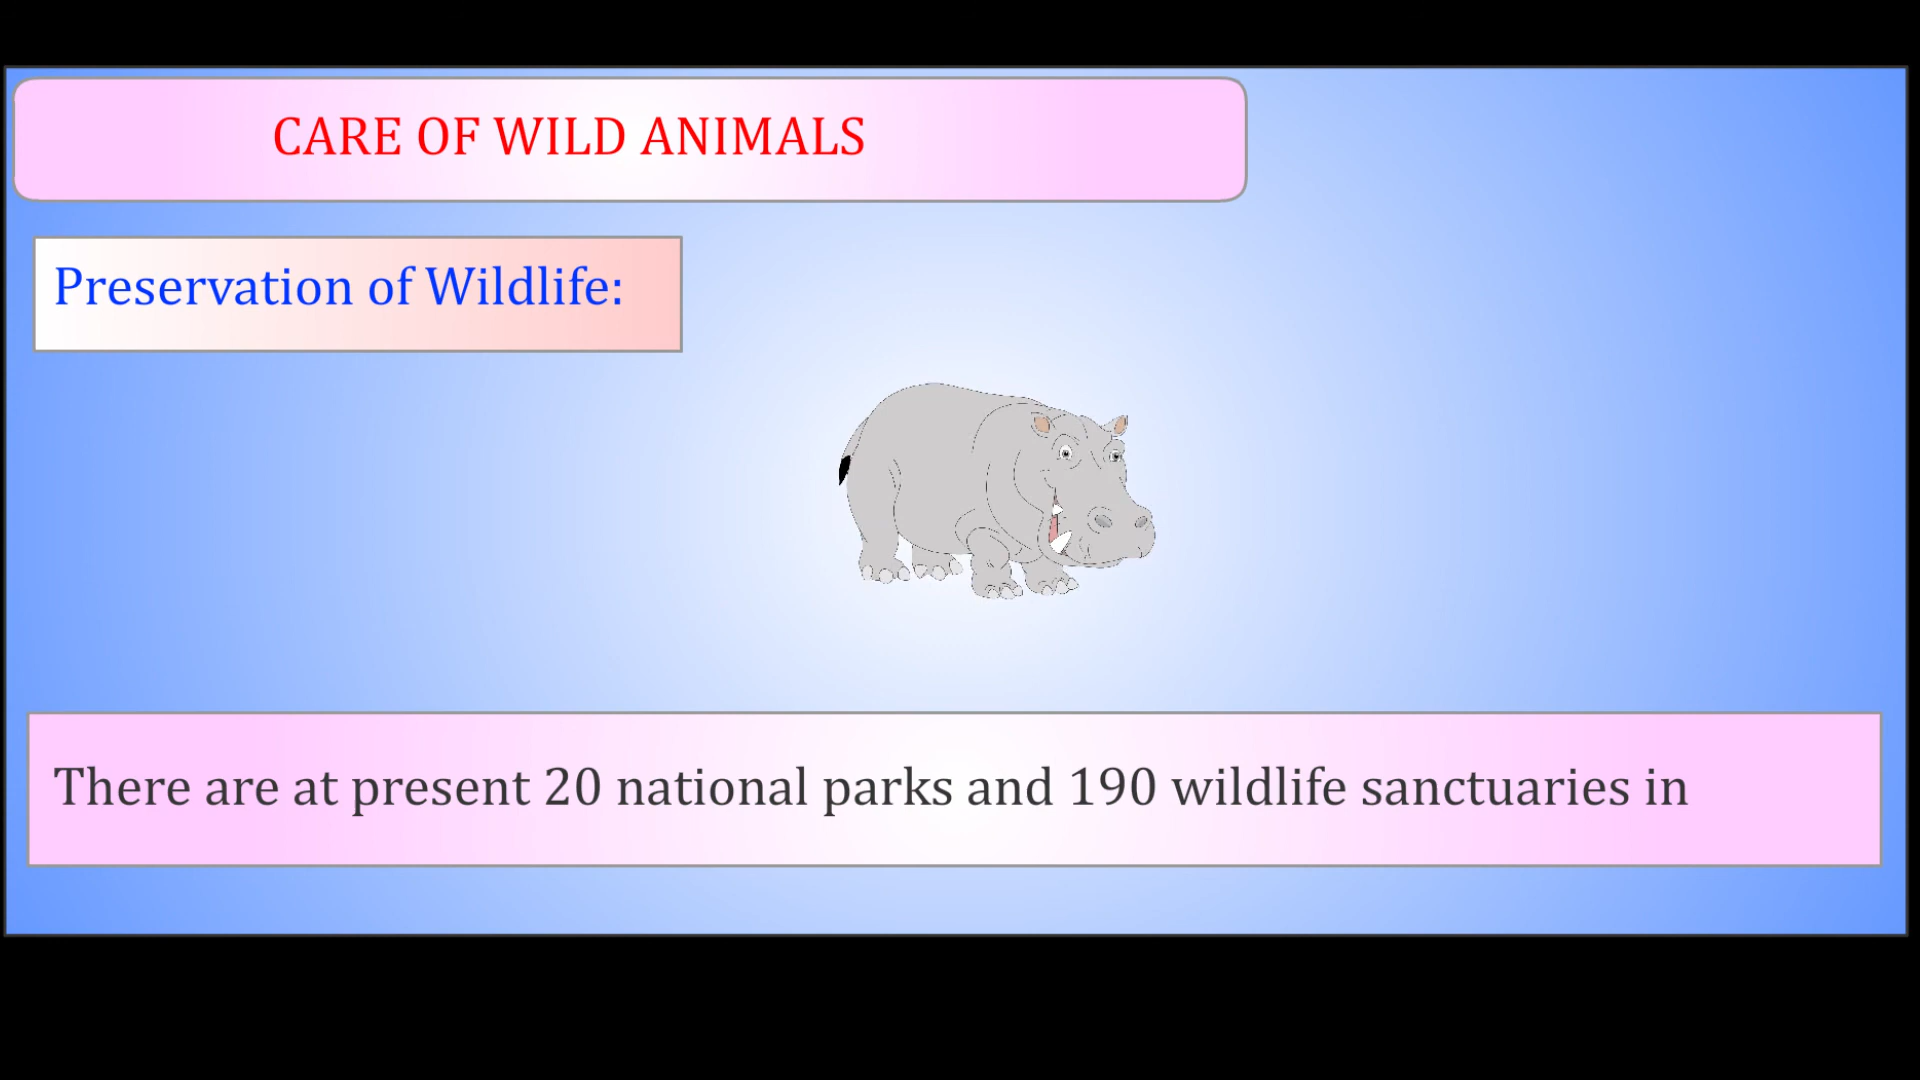 CARE OF WILD ANIMALS
Preservation of Wildlife:
There are at present 20 national parks and 190 wildlife sanctuaries in